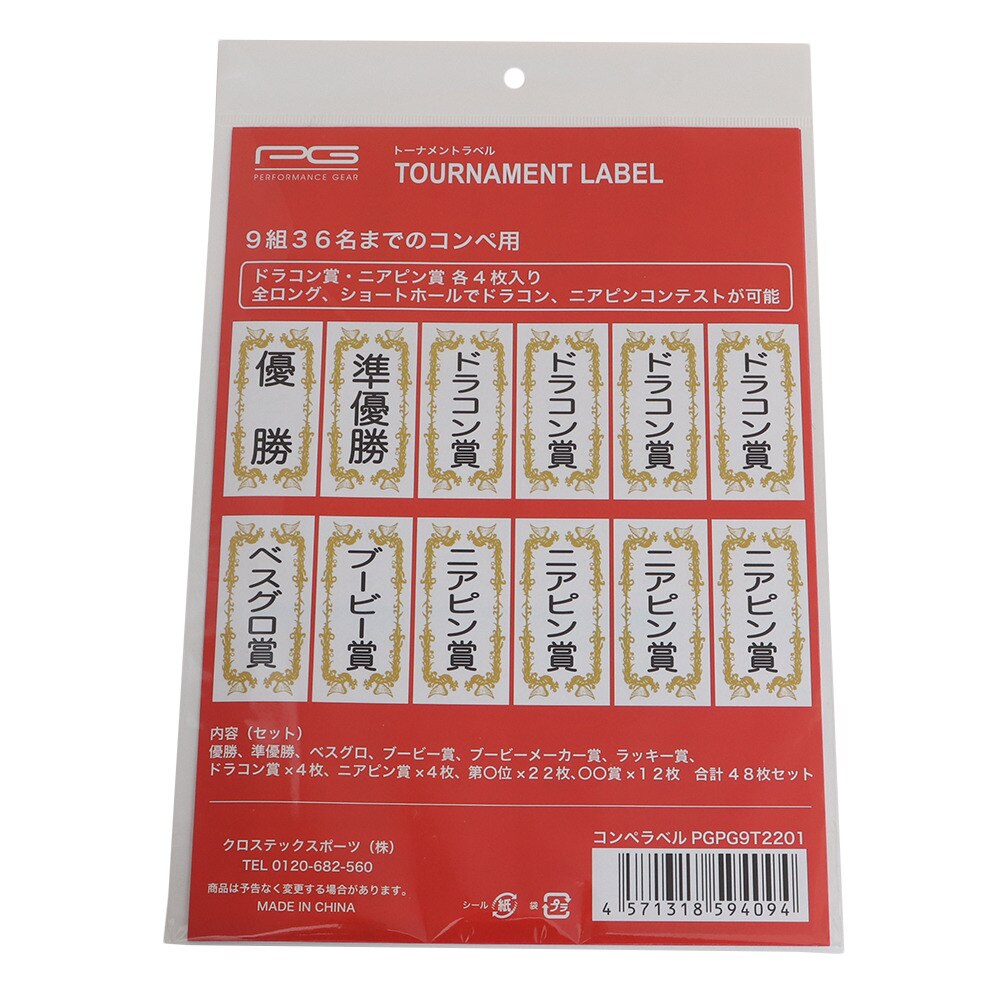 PG
PERFORMANCE GEAR
トーナメントラベル
TOURNAMENT LABEL
９組３６名までのコンペ用
ドラコン賞・ニアピン賞 各４枚入り
全ロング、ショートホールでドラコン、ニアピンコンテストが可能
優勝
準優勝
ドラコン賞
ドラコン賞
ドラコン賞
ドラコン賞
ベスグロ賞
ブービー賞
ニアピン賞
ニアピン賞
ニアピン賞
ニアピン賞
内容（セット）
優勝、準優勝、ベスグロ、ブービー賞、ブービーメーカー賞、ラッキー賞、
ドラコン賞×４枚、ニアピン賞×４枚、第〇位×２２枚、〇〇賞×１２枚　合計４８枚セット
クロステックスポーツ（株）
TEL 0120-682-560
商品は予告なく変更する場合があります。
MADE IN CHINA
シール 紙 袋 プラ
コンペラベル PGPG9T2201
4 571318 594094